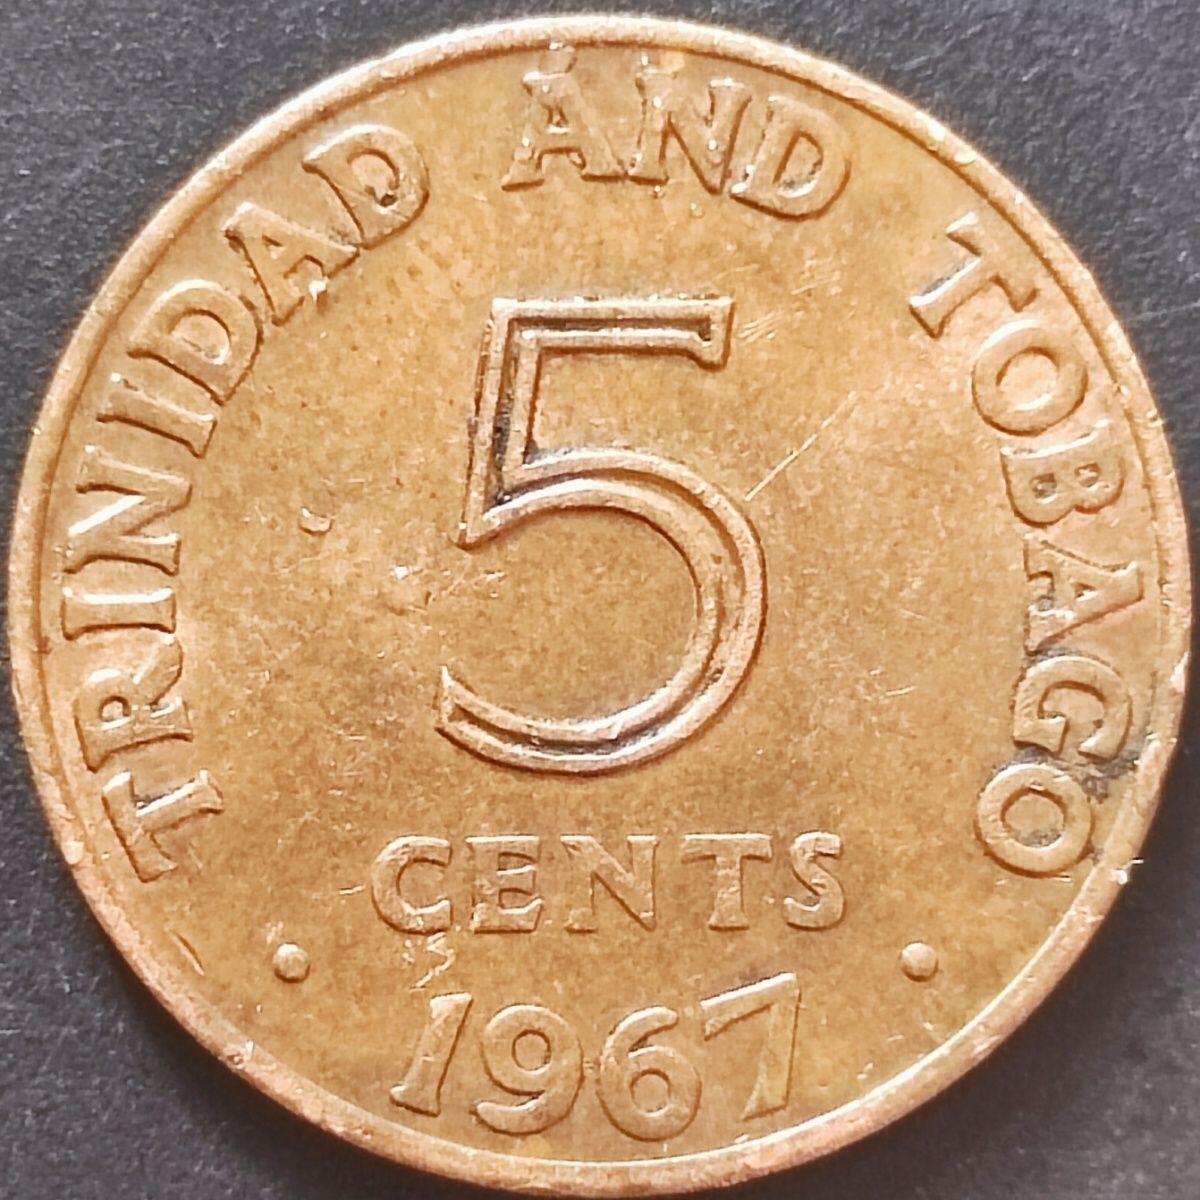 TRINIDAD AND TOBAGO
5
CENTS
· 1967 ·